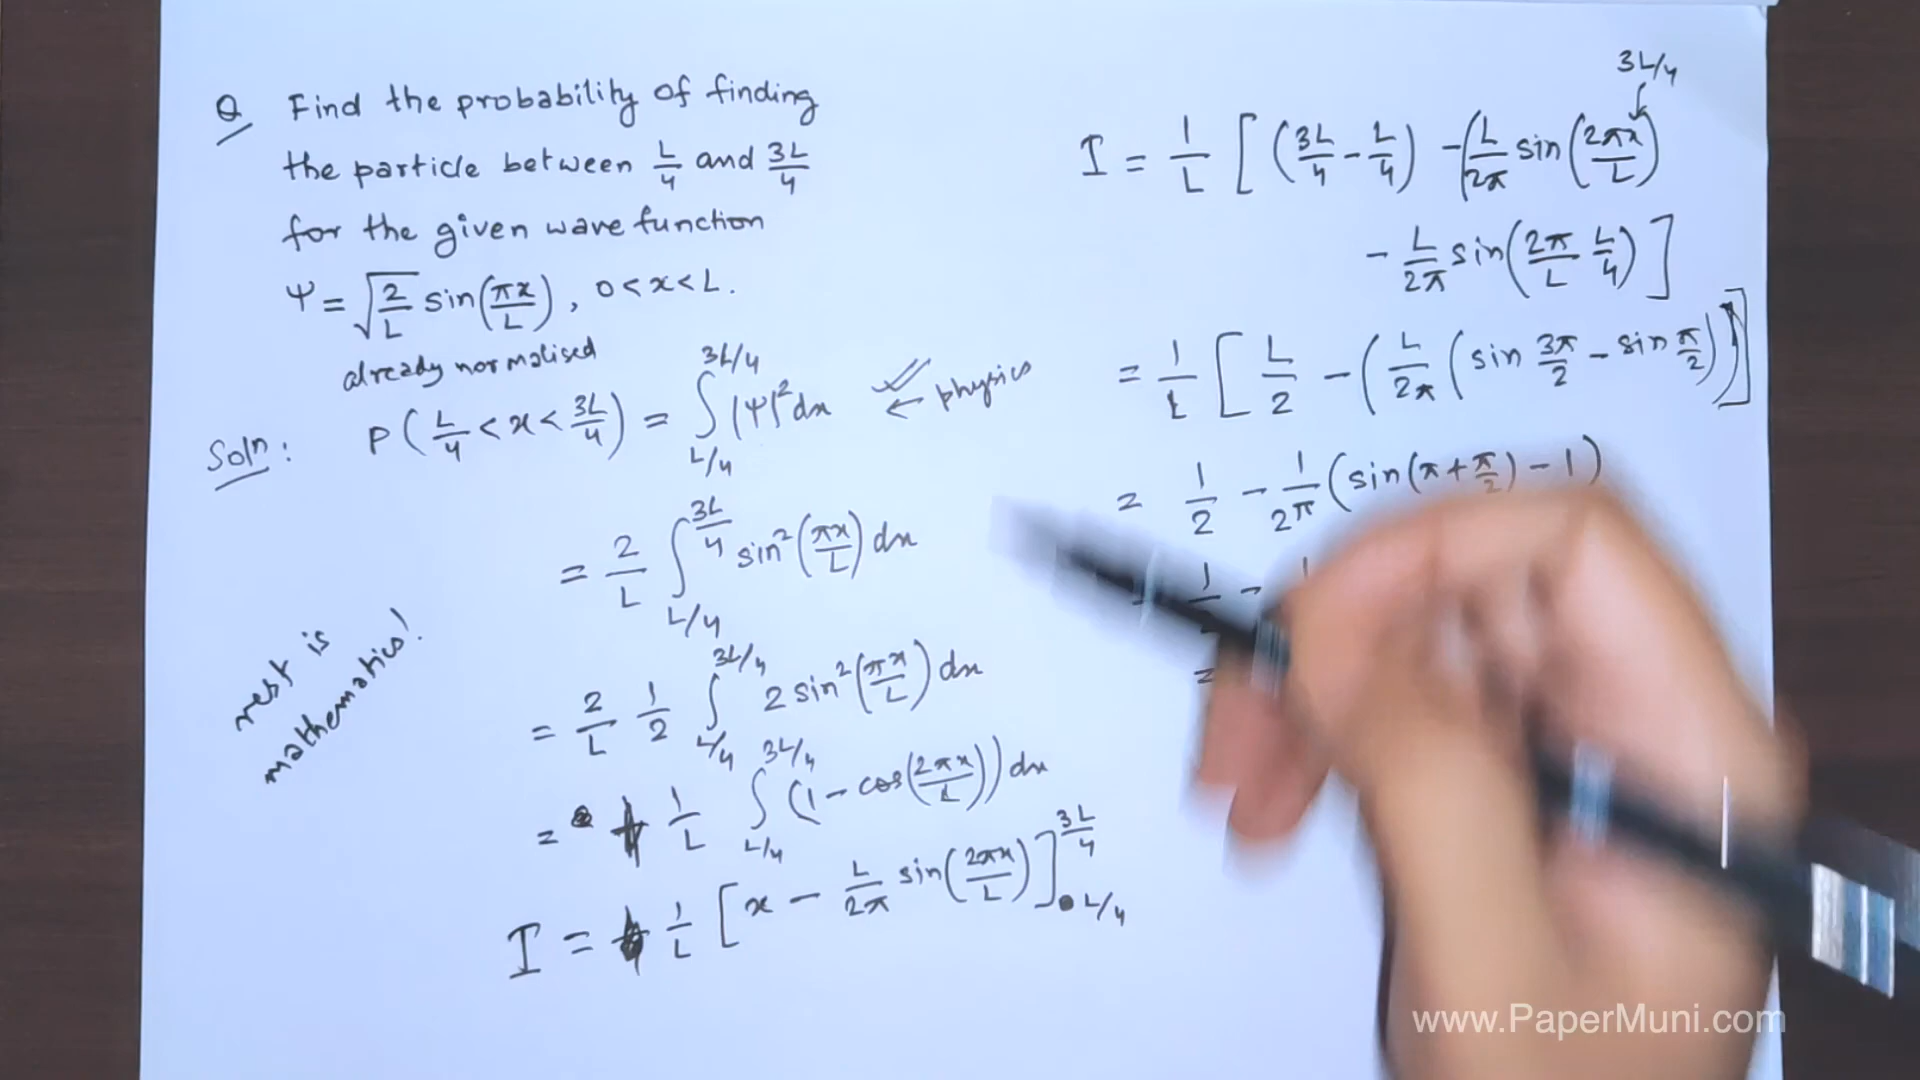 Q Find the probability of finding
the particle between L/4 and 3L/4
for the given wave function
Ψ = √(2/L) sin(πx/L), 0<x<L.
already normalised
Soln: P(L/4 < x < 3L/4) = ∫_{L/4}^{3L/4} |Ψ|² dx ← physics
= 2/L ∫_{L/4}^{3L/4} sin²(πx/L) dx
= 2/L 1/2 ∫_{L/4}^{3L/4} 2 sin²(πx/L) dx
= 1/L ∫_{L/4}^{3L/4} (1 - cos(2πx/L)) dx
I = 1/L [x - L/2π sin(2πx/L)]_{L/4}^{3L/4}
rest is
mathematics!
3L/4
I = 1/L [(3L/4 - L/4) - (L/2π sin(2πx/L)
- L/2π sin(2π/L L/4)]
= 1/L [L/2 - (L/2π (sin 3π/2 - sin π/2))]
= 1/2 - 1/2π (sin(π + π/2) - 1)
www.PaperMuni.com